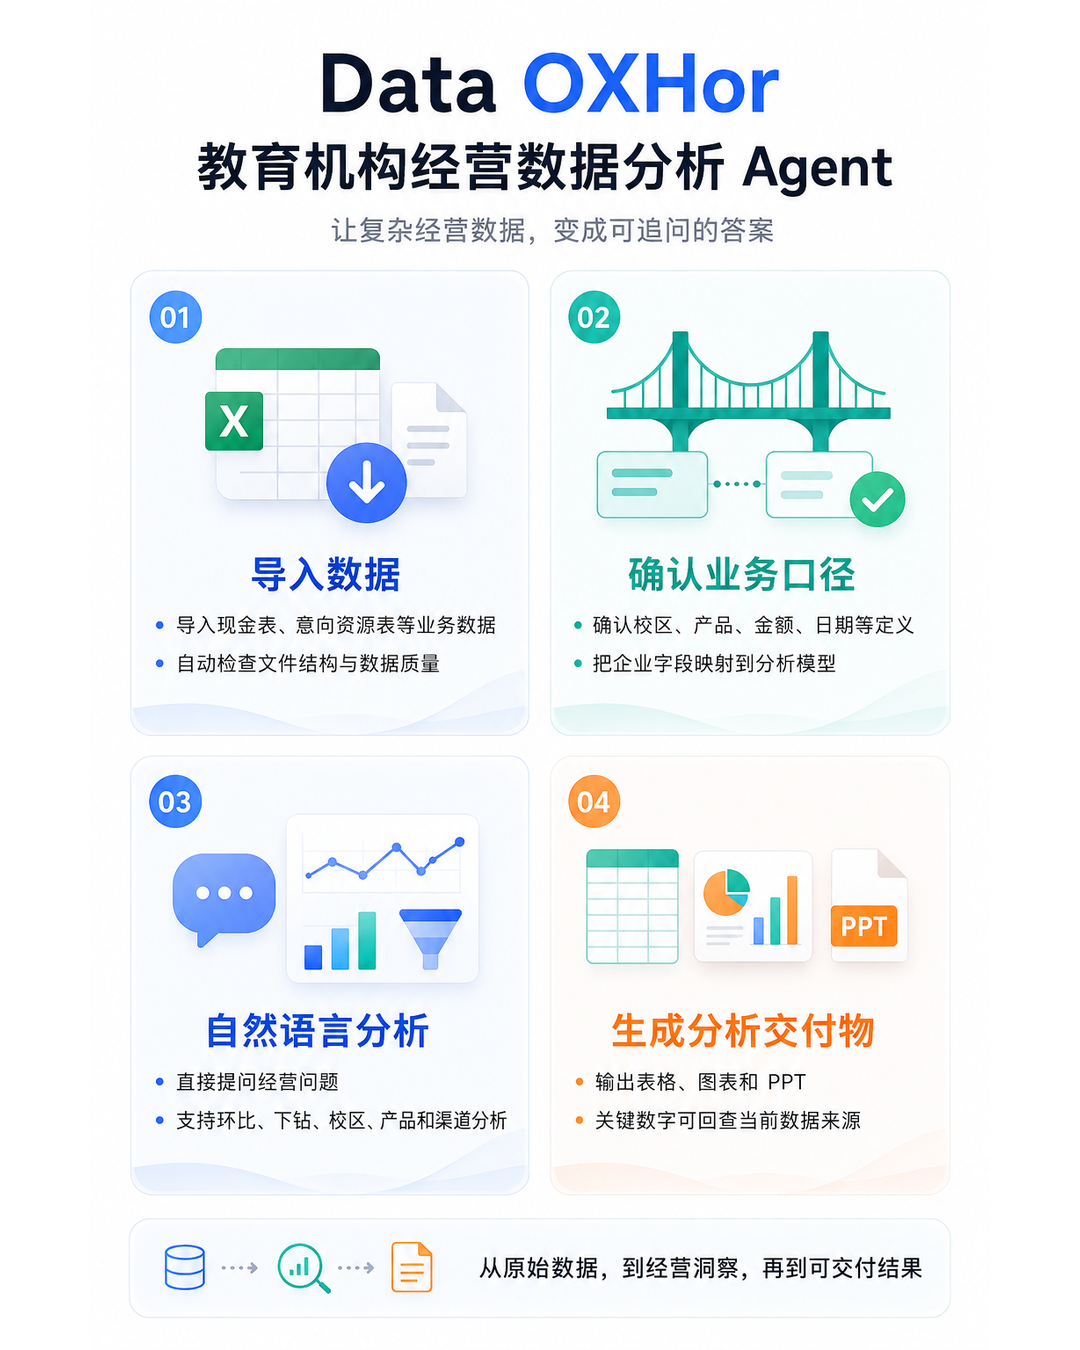 Data OXHor
教育机构经营数据分析 Agent
让复杂经营数据，变成可追问的答案
01
X
导入数据
导入现金表、意向资源表等业务数据
自动检查文件结构与数据质量
02
确认业务口径
确认校区、产品、金额、日期等定义
把企业字段映射到分析模型
03
自然语言分析
直接提问经营问题
支持环比、下钻、校区、产品和渠道分析
04
PPT
生成分析交付物
输出表格、图表和 PPT
关键数字可回查当前数据来源
从原始数据，到经营洞察，再到可交付结果